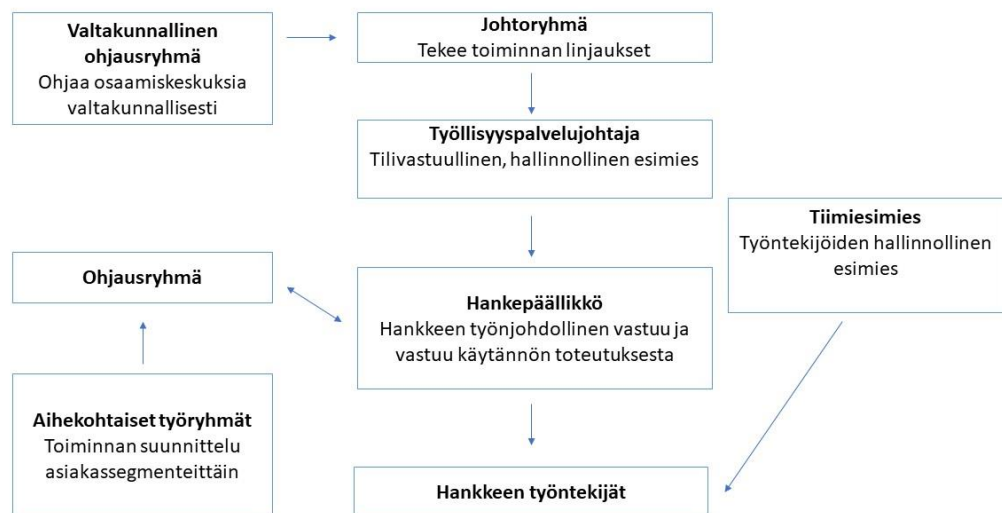 Valtakunnallinen
ohjausryhmä
Ohjaa osaamiskeskuksia
valtakunnallisesti
Johtoryhmä
Tekee toiminnan linjaukset
Työllisyyspalvelujohtaja
Tilivastuullinen, hallinnollinen esimies
Tiimiesimies
Työntekijöiden hallinnollinen
esimies
Ohjausryhmä
Hankepäällikkö
Hankkeen työnjohdollinen vastuu ja
vastuu käytännön toteutuksesta
Aihekohtaiset työryhmät
Toiminnan suunnittelu
asiakassegmenteittäin
Hankkeen työntekijät